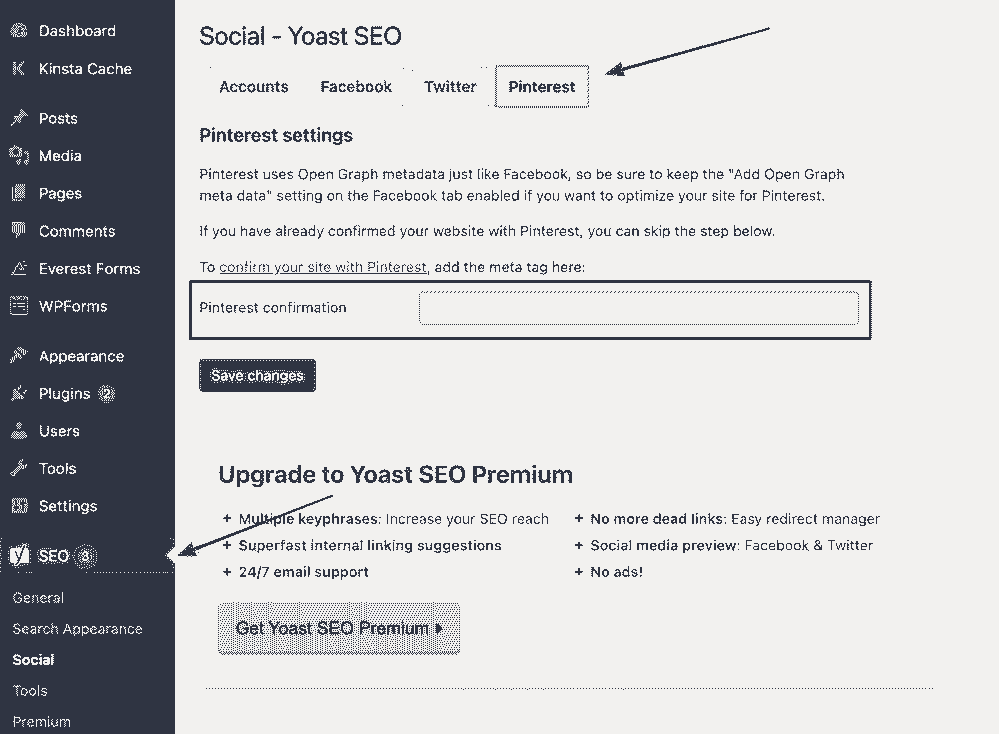 Dashboard
Kinsta Cache
Posts
Media
Pages
Comments
Everest Forms
WPForms
Appearance
Plugins 2
Users
Tools
Settings
SEO 3
General
Search Appearance
Social
Tools
Premium
Social - Yoast SEO
Accounts Facebook Twitter Pinterest
Pinterest settings
Pinterest uses Open Graph metadata just like Facebook, so be sure to keep the "Add Open Graph
meta data" setting on the Facebook tab enabled if you want to optimize your site for Pinterest.
If you have already confirmed your website with Pinterest, you can skip the step below.
To confirm your site with Pinterest, add the meta tag here:
Pinterest confirmation
Save changes
Upgrade to Yoast SEO Premium
+ Multiple keyphrases: Increase your SEO reach
+ Superfast internal linking suggestions
+ 24/7 email support
+ No more dead links: Easy redirect manager
+ Social media preview: Facebook & Twitter
+ No ads!
Get Yoast SEO Premium